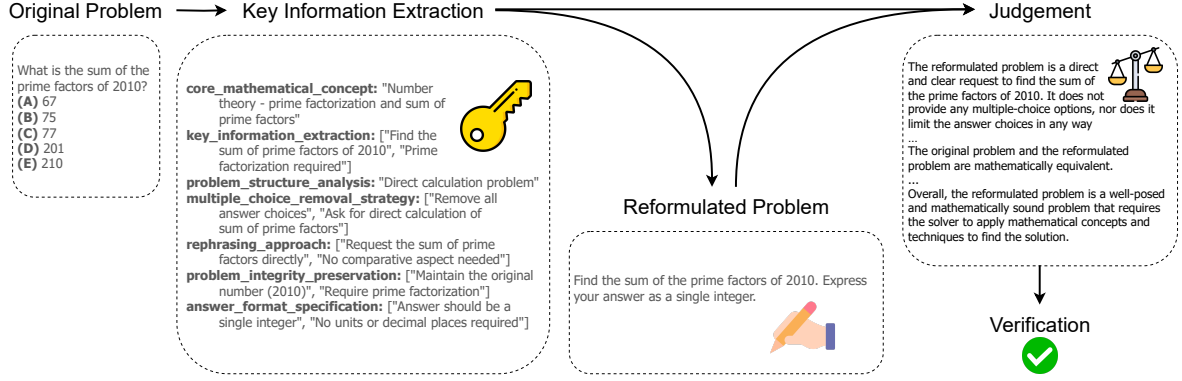 Original Problem
Key Information Extraction
Judgement
What is the sum of the
prime factors of 2010?
(A) 67
(B) 75
(C) 77
(D) 201
(E) 210
core_mathematical_concept: "Number
theory - prime factorization and sum of
prime factors"
key_information_extraction: ["Find the
sum of prime factors of 2010", "Prime
factorization required"]
problem_structure_analysis: "Direct calculation problem"
multiple_choice_removal_strategy: ["Remove all
answer choices", "Ask for direct calculation of
sum of prime factors"]
rephrasing_approach: ["Request the sum of prime
factors directly", "No comparative aspect needed"]
problem_integrity_preservation: ["Maintain the original
number (2010)", "Require prime factorization"]
answer_format_specification: ["Answer should be a
single integer", "No units or decimal places required"]
Reformulated Problem
Find the sum of the prime factors of 2010. Express
your answer as a single integer.
The reformulated problem is a direct
and clear request to find the sum of
the prime factors of 2010. It does not
provide any multiple-choice options, nor does it
limit the answer choices in any way
...
The original problem and the reformulated
problem are mathematically equivalent.
...
Overall, the reformulated problem is a well-posed
and mathematically sound problem that requires
the solver to apply mathematical concepts and
techniques to find the solution.
Verification